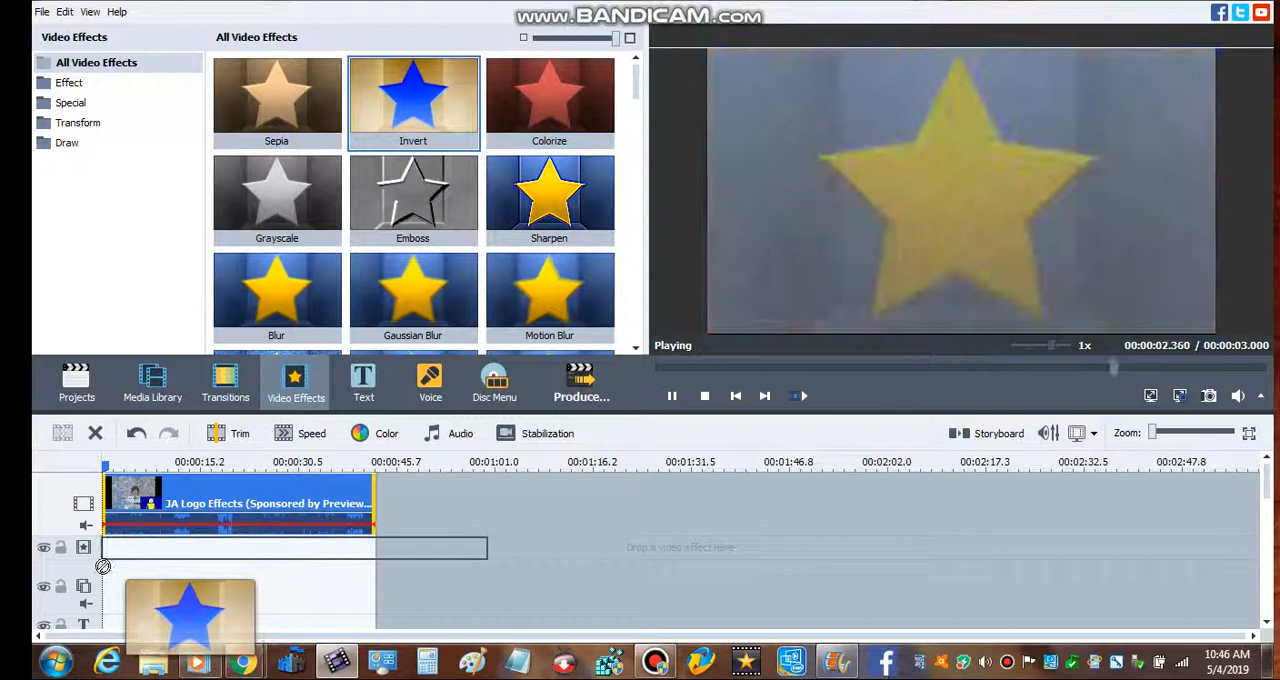 File Edit View Help
www.BANDICAM.com
Video Effects
All Video Effects
All Video Effects
Effect
Special
Transform
Draw
Sepia
Invert
Colorize
Grayscale
Emboss
Sharpen
Blur
Gaussian Blur
Motion Blur
Playing
1x
00:00:02.360 / 00:00:03.000
Projects
Media Library
Transitions
Video Effects
Text
Voice
Disc Menu
Produce...
Trim
Speed
Color
Audio
Stabilization
Storyboard
Zoom:
00:00:15.2 00:00:30.5 00:00:45.7 00:01:01.0 00:01:16.2 00:01:31.5 00:01:46.8 00:02:02.0 00:02:17.3 00:02:32.5 00:02:47.8
JA Logo Effects (Sponsored by Preview...
Drop a video effect here
10:46 AM
5/4/2019